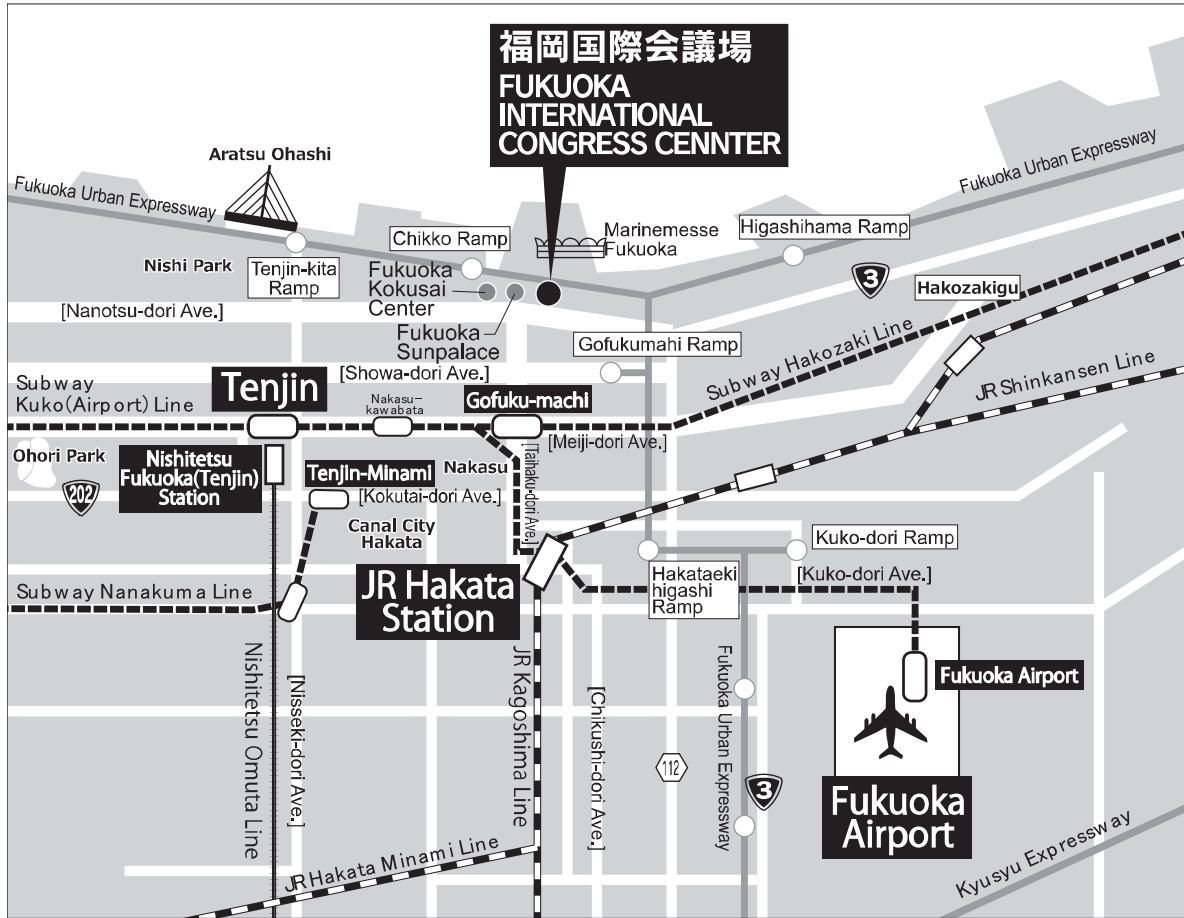 福岡国際会議場
FUKUOKA
INTERNATIONAL
CONGRESS CENNTER
Aratsu Ohashi
Fukuoka Urban Expressway
Fukuoka Urban Expressway
Nishi Park
Tenjin-kita
Ramp
Chikko Ramp
Marinemesse
Fukuoka
Higashihama Ramp
Fukuoka
Kokusai
Center
3
Hakozakigu
[Nanotsu-dori Ave.]
Fukuoka
Sunpalace
Gofukumahi Ramp
Subway Hakozaki Line
JR Shinkansen Line
[Showa-dori Ave.]
Subway
Kuko(Airport) Line
Tenjin
Nakasu-
kawabata
Gofuku-machi
[Meiji-dori Ave.]
Ohori Park
202
Nishitetsu
Fukuoka(Tenjin)
Station
Tenjin-Minami
Nakasu
[Taihaku-dori Ave.]
[Kokutai-dori Ave.]
Canal City
Hakata
Kuko-dori Ramp
JR Hakata
Station
Hakataeki
higashi
Ramp
[Kuko-dori Ave.]
Subway Nanakuma Line
Nishitetsu Omuta Line
[Nisseki-dori Ave.]
JR Kagoshima Line
[Chikushi-dori Ave.]
112
Fukuoka Urban Expressway
3
Fukuoka Airport
Fukuoka
Airport
JR Hakata Minami Line
Kyusyu Expressway